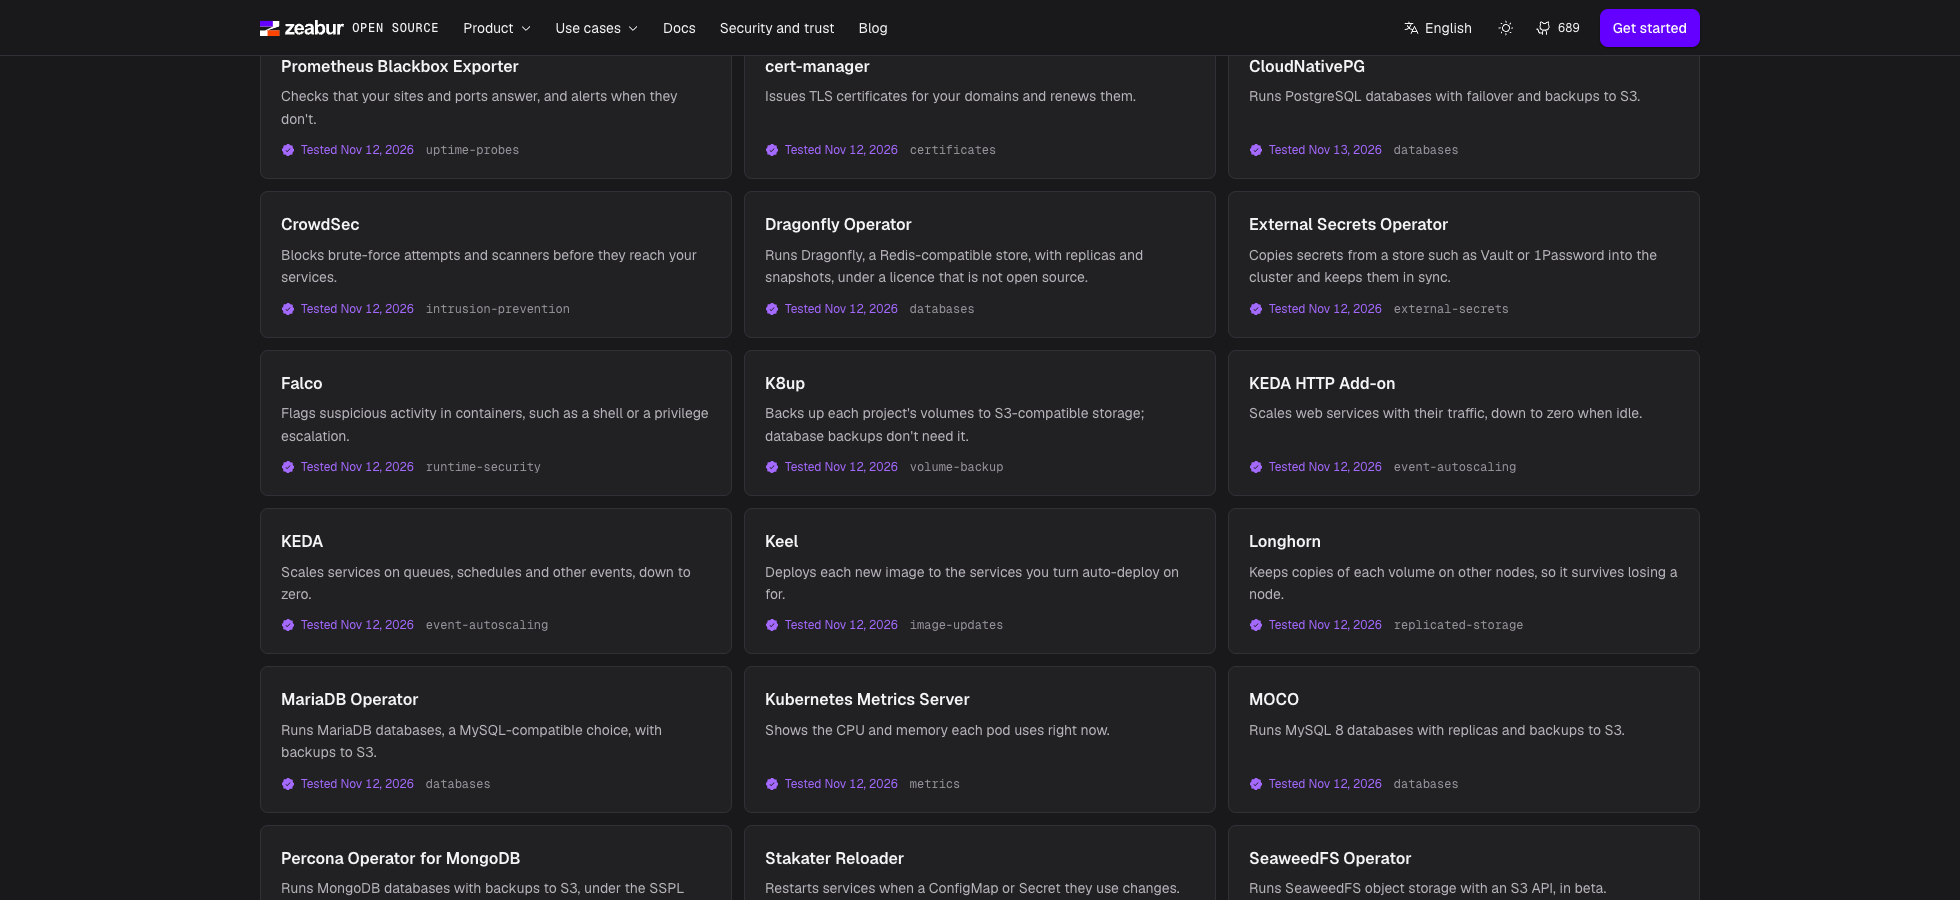 zeabur OPEN SOURCE Product Use cases Docs Security and trust Blog English 689 Get started
Prometheus Blackbox Exporter
Checks that your sites and ports answer, and alerts when they
don't.
Tested Nov 12, 2026 uptime-probes
cert-manager
Issues TLS certificates for your domains and renews them.
Tested Nov 12, 2026 certificates
CloudNativePG
Runs PostgreSQL databases with failover and backups to S3.
Tested Nov 13, 2026 databases
CrowdSec
Blocks brute-force attempts and scanners before they reach your
services.
Tested Nov 12, 2026 intrusion-prevention
Dragonfly Operator
Runs Dragonfly, a Redis-compatible store, with replicas and
snapshots, under a licence that is not open source.
Tested Nov 12, 2026 databases
External Secrets Operator
Copies secrets from a store such as Vault or 1Password into the
cluster and keeps them in sync.
Tested Nov 12, 2026 external-secrets
Falco
Flags suspicious activity in containers, such as a shell or a privilege
escalation.
Tested Nov 12, 2026 runtime-security
K8up
Backs up each project's volumes to S3-compatible storage;
database backups don't need it.
Tested Nov 12, 2026 volume-backup
KEDA HTTP Add-on
Scales web services with their traffic, down to zero when idle.
Tested Nov 12, 2026 event-autoscaling
KEDA
Scales services on queues, schedules and other events, down to
zero.
Tested Nov 12, 2026 event-autoscaling
Keel
Deploys each new image to the services you turn auto-deploy on
for.
Tested Nov 12, 2026 image-updates
Longhorn
Keeps copies of each volume on other nodes, so it survives losing a
node.
Tested Nov 12, 2026 replicated-storage
MariaDB Operator
Runs MariaDB databases, a MySQL-compatible choice, with
backups to S3.
Tested Nov 12, 2026 databases
Kubernetes Metrics Server
Shows the CPU and memory each pod uses right now.
Tested Nov 12, 2026 metrics
MOCO
Runs MySQL 8 databases with replicas and backups to S3.
Tested Nov 12, 2026 databases
Percona Operator for MongoDB
Runs MongoDB databases with backups to S3, under the SSPL
Stakater Reloader
Restarts services when a ConfigMap or Secret they use changes.
SeaweedFS Operator
Runs SeaweedFS object storage with an S3 API, in beta.